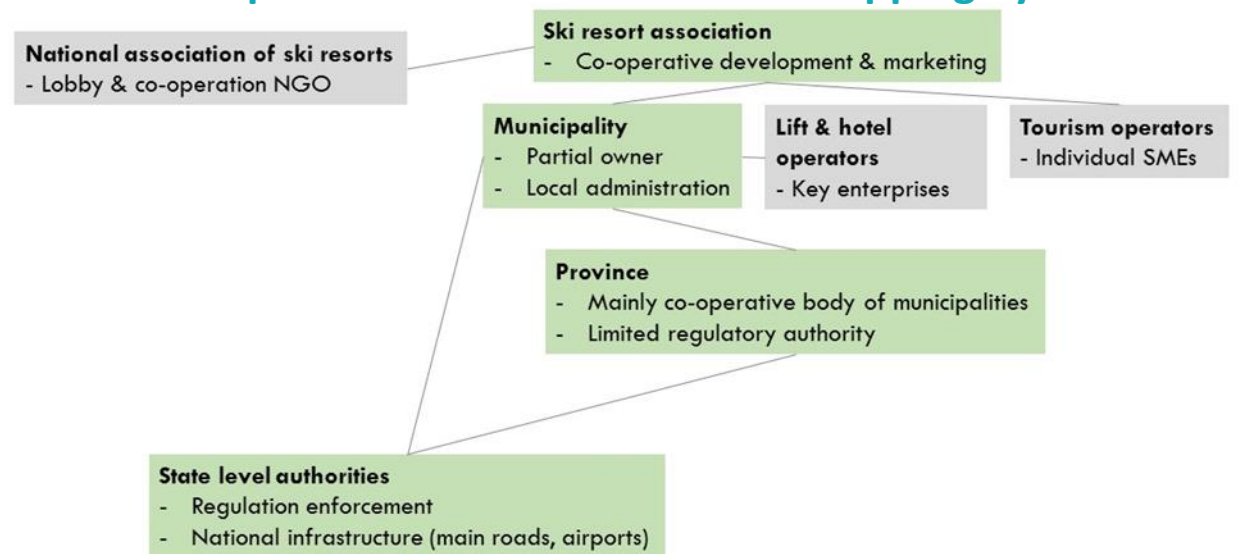 Ski resort association
- Co-operative development & marketing
National association of ski resorts
- Lobby & co-operation NGO
Municipality
- Partial owner
- Local administration
Lift & hotel
operators
- Key enterprises
Tourism operators
- Individual SMEs
Province
- Mainly co-operative body of municipalities
- Limited regulatory authority
State level authorities
- Regulation enforcement
- National infrastructure (main roads, airports)